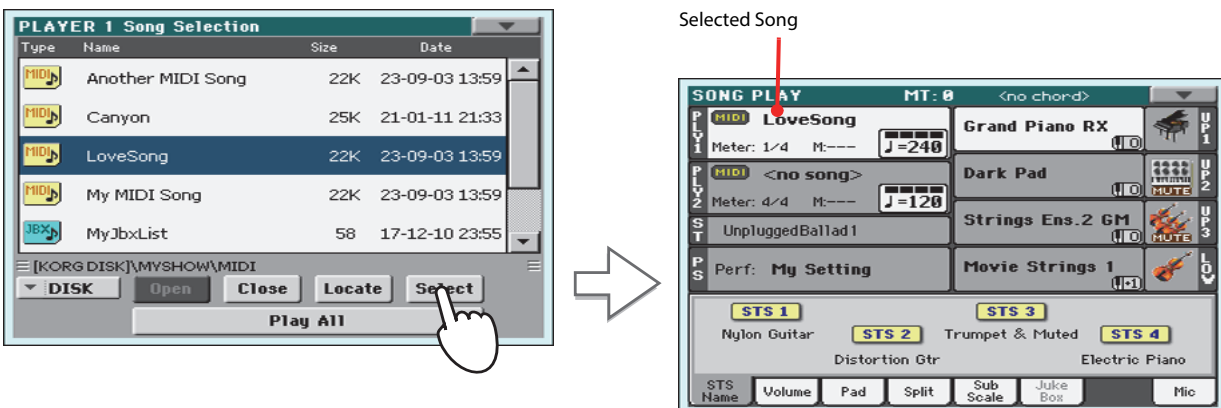 PLAYER 1 Song Selection
Type Name Size Date
MIDI Another MIDI Song 22K 23-09-03 13:59
MIDI Canyon 25K 21-01-11 21:33
MIDI LoveSong 22K 23-09-03 13:59
MIDI My MIDI Song 22K 23-09-03 13:59
JBX MyJbxList 58 17-12-10 23:55
[KORG DISK]\MYSHOW\MIDI
DISK Open Close Locate Select
Play All
Selected Song
SONG PLAY MT: 0 <no chord>
PLY1 MIDI LoveSong
Meter: 1/4 M:--- ♩=240
Grand Piano RX 0 UP1
PLY2 MIDI <no song>
Meter: 4/4 M:--- ♩=120
Dark Pad 0 MUTE UP2
ST UnpluggedBallad1
Strings Ens.2 GM 0 MUTE UP3
PS Perf: My Setting
Movie Strings 1 +1 LOW
STS 1 STS 3
Nylon Guitar STS 2 Trumpet & Muted STS 4
Distortion Gtr Electric Piano
STS Name Volume Pad Split Sub Scale Juke Box Mic